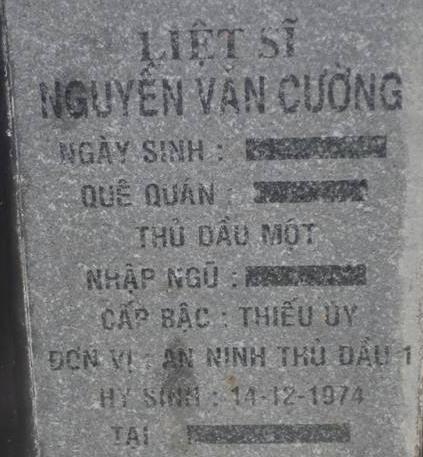 LIỆT SĨ
NGUYỄN VĂN CƯỜNG
NGÀY SINH :
QUÊ QUÁN :
THỦ DẦU MỘT
NHẬP NGŨ :
CẤP BẬC : THIẾU ÚY
ĐƠN VỊ : AN NINH THỦ DẦU 1
HY SINH : 14-12-1974
TẠI